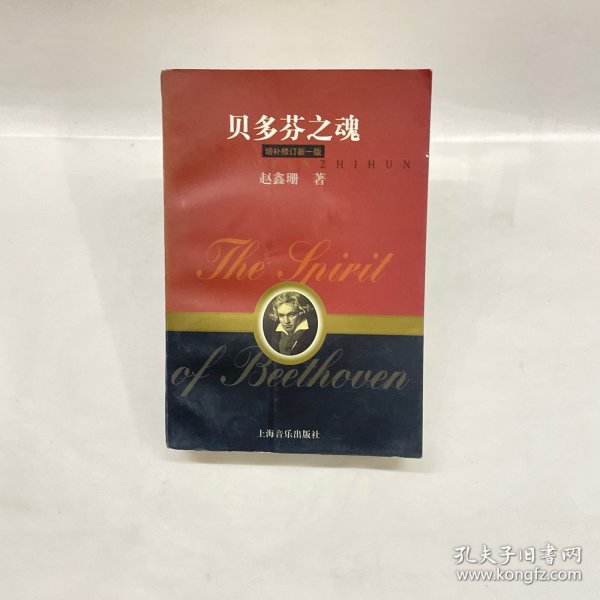 贝多芬之魂
增补修订新一版
ZHIHUN
赵鑫珊 著
The Spirit
of Beethoven
上海音乐出版社
孔夫子旧书网
www.kongfz.com